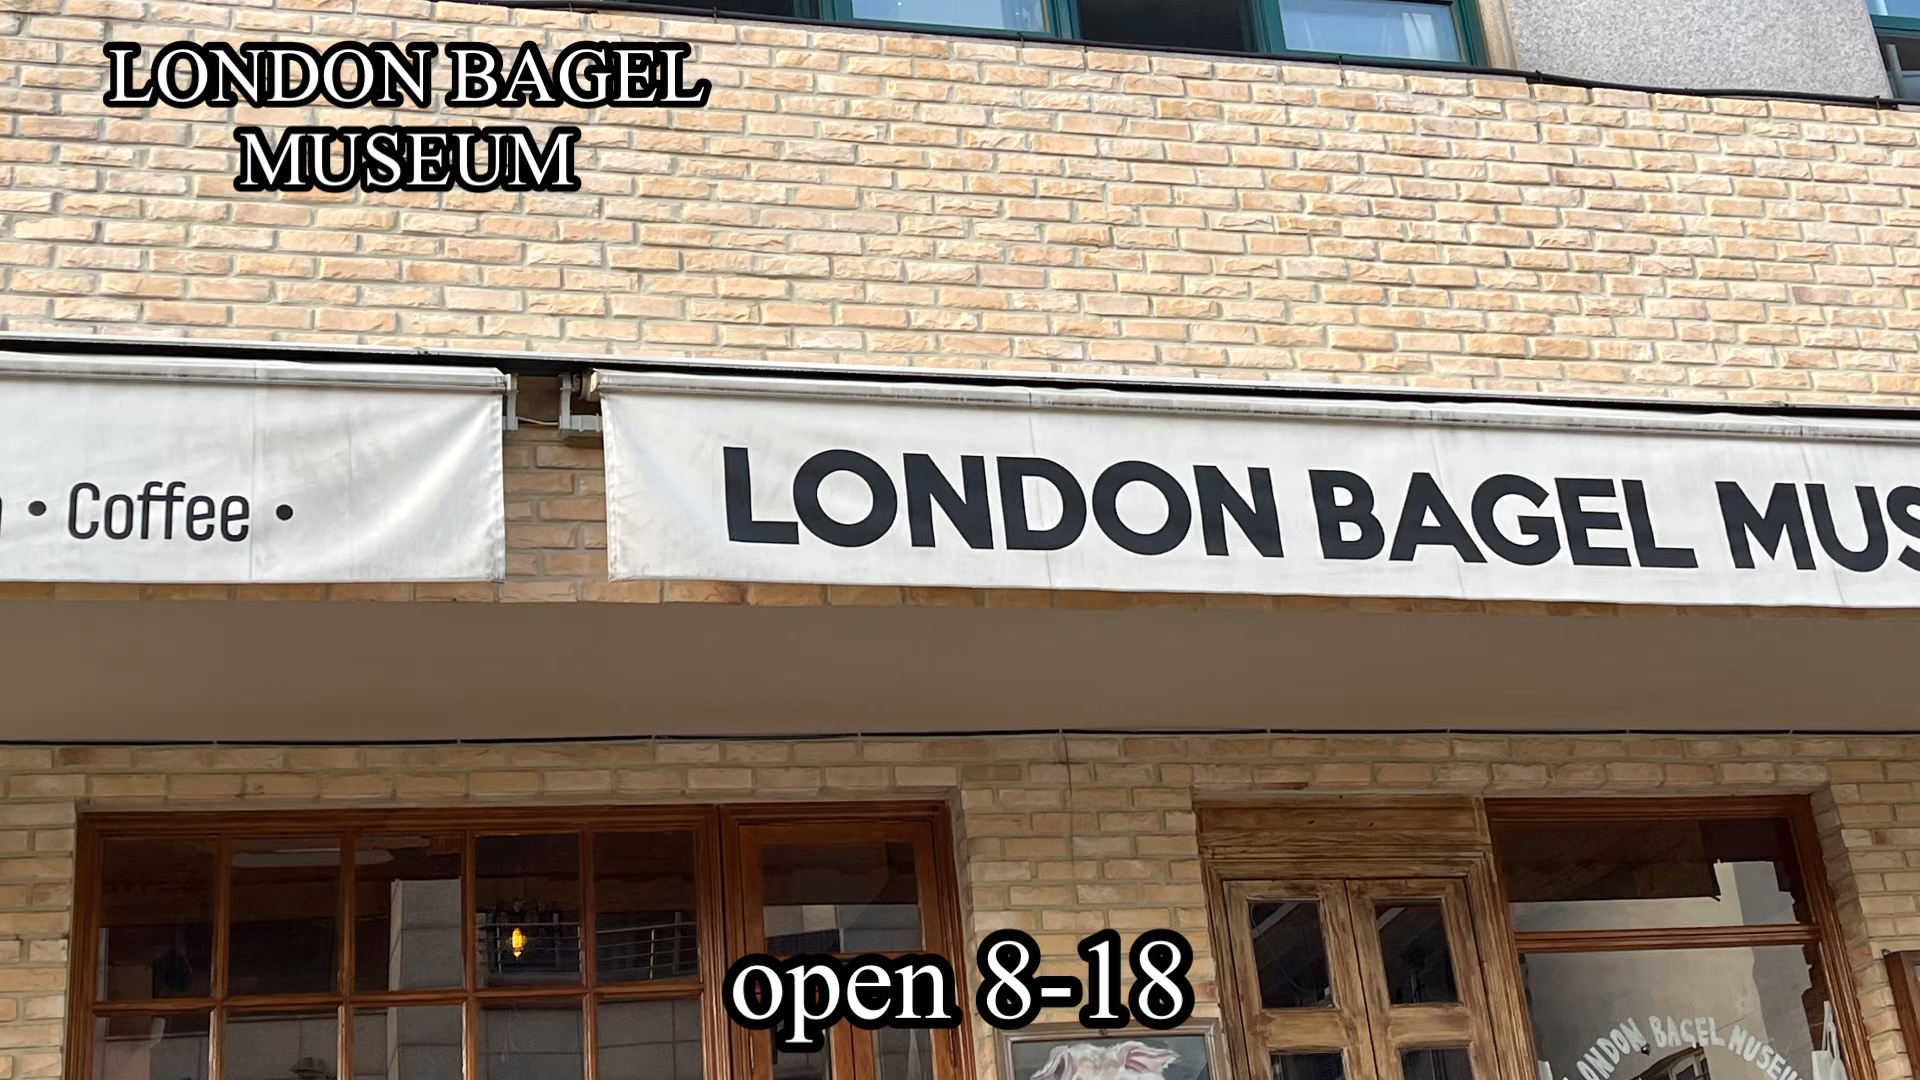 LONDON BAGEL
MUSEUM
• Coffee •
LONDON BAGEL MUS
open 8-18
LONDON BAGEL MUSEU